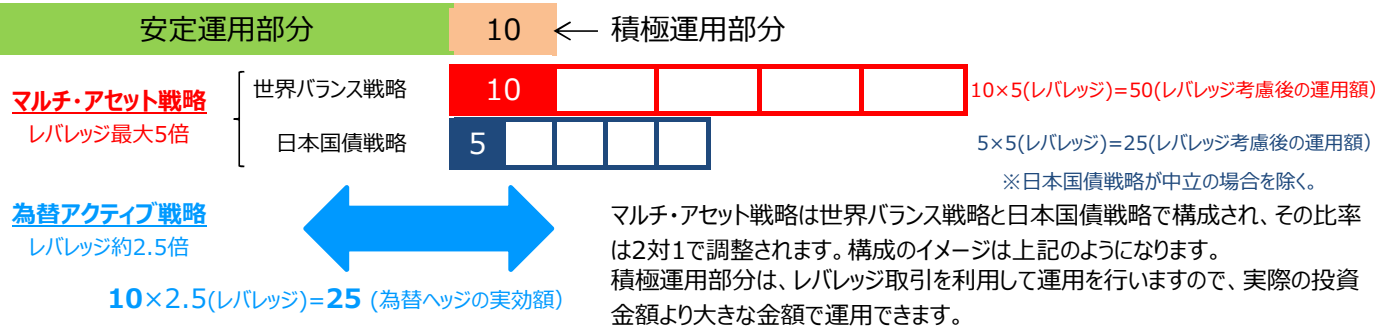 安定運用部分
10
← 積極運用部分
マルチ・アセット戦略
レバレッジ最大5倍
世界バランス戦略
10
10×5(レバレッジ)=50(レバレッジ考慮後の運用額)
日本国債戦略
5
5×5(レバレッジ)=25(レバレッジ考慮後の運用額)
※日本国債戦略が中立の場合を除く。
為替アクティブ戦略
レバレッジ約2.5倍
10×2.5(レバレッジ)=25 (為替ヘッジの実効額)
マルチ・アセット戦略は世界バランス戦略と日本国債戦略で構成され、その比率
は2対1で調整されます。構成のイメージは上記のようになります。
積極運用部分は、レバレッジ取引を利用して運用を行いますので、実際の投資
金額より大きな金額で運用できます。